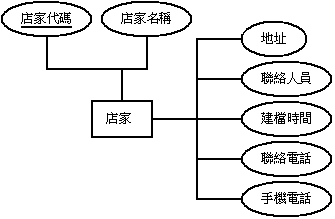 店家代碼
店家名稱
地址
聯絡人員
店家
建檔時間
聯絡電話
手機電話